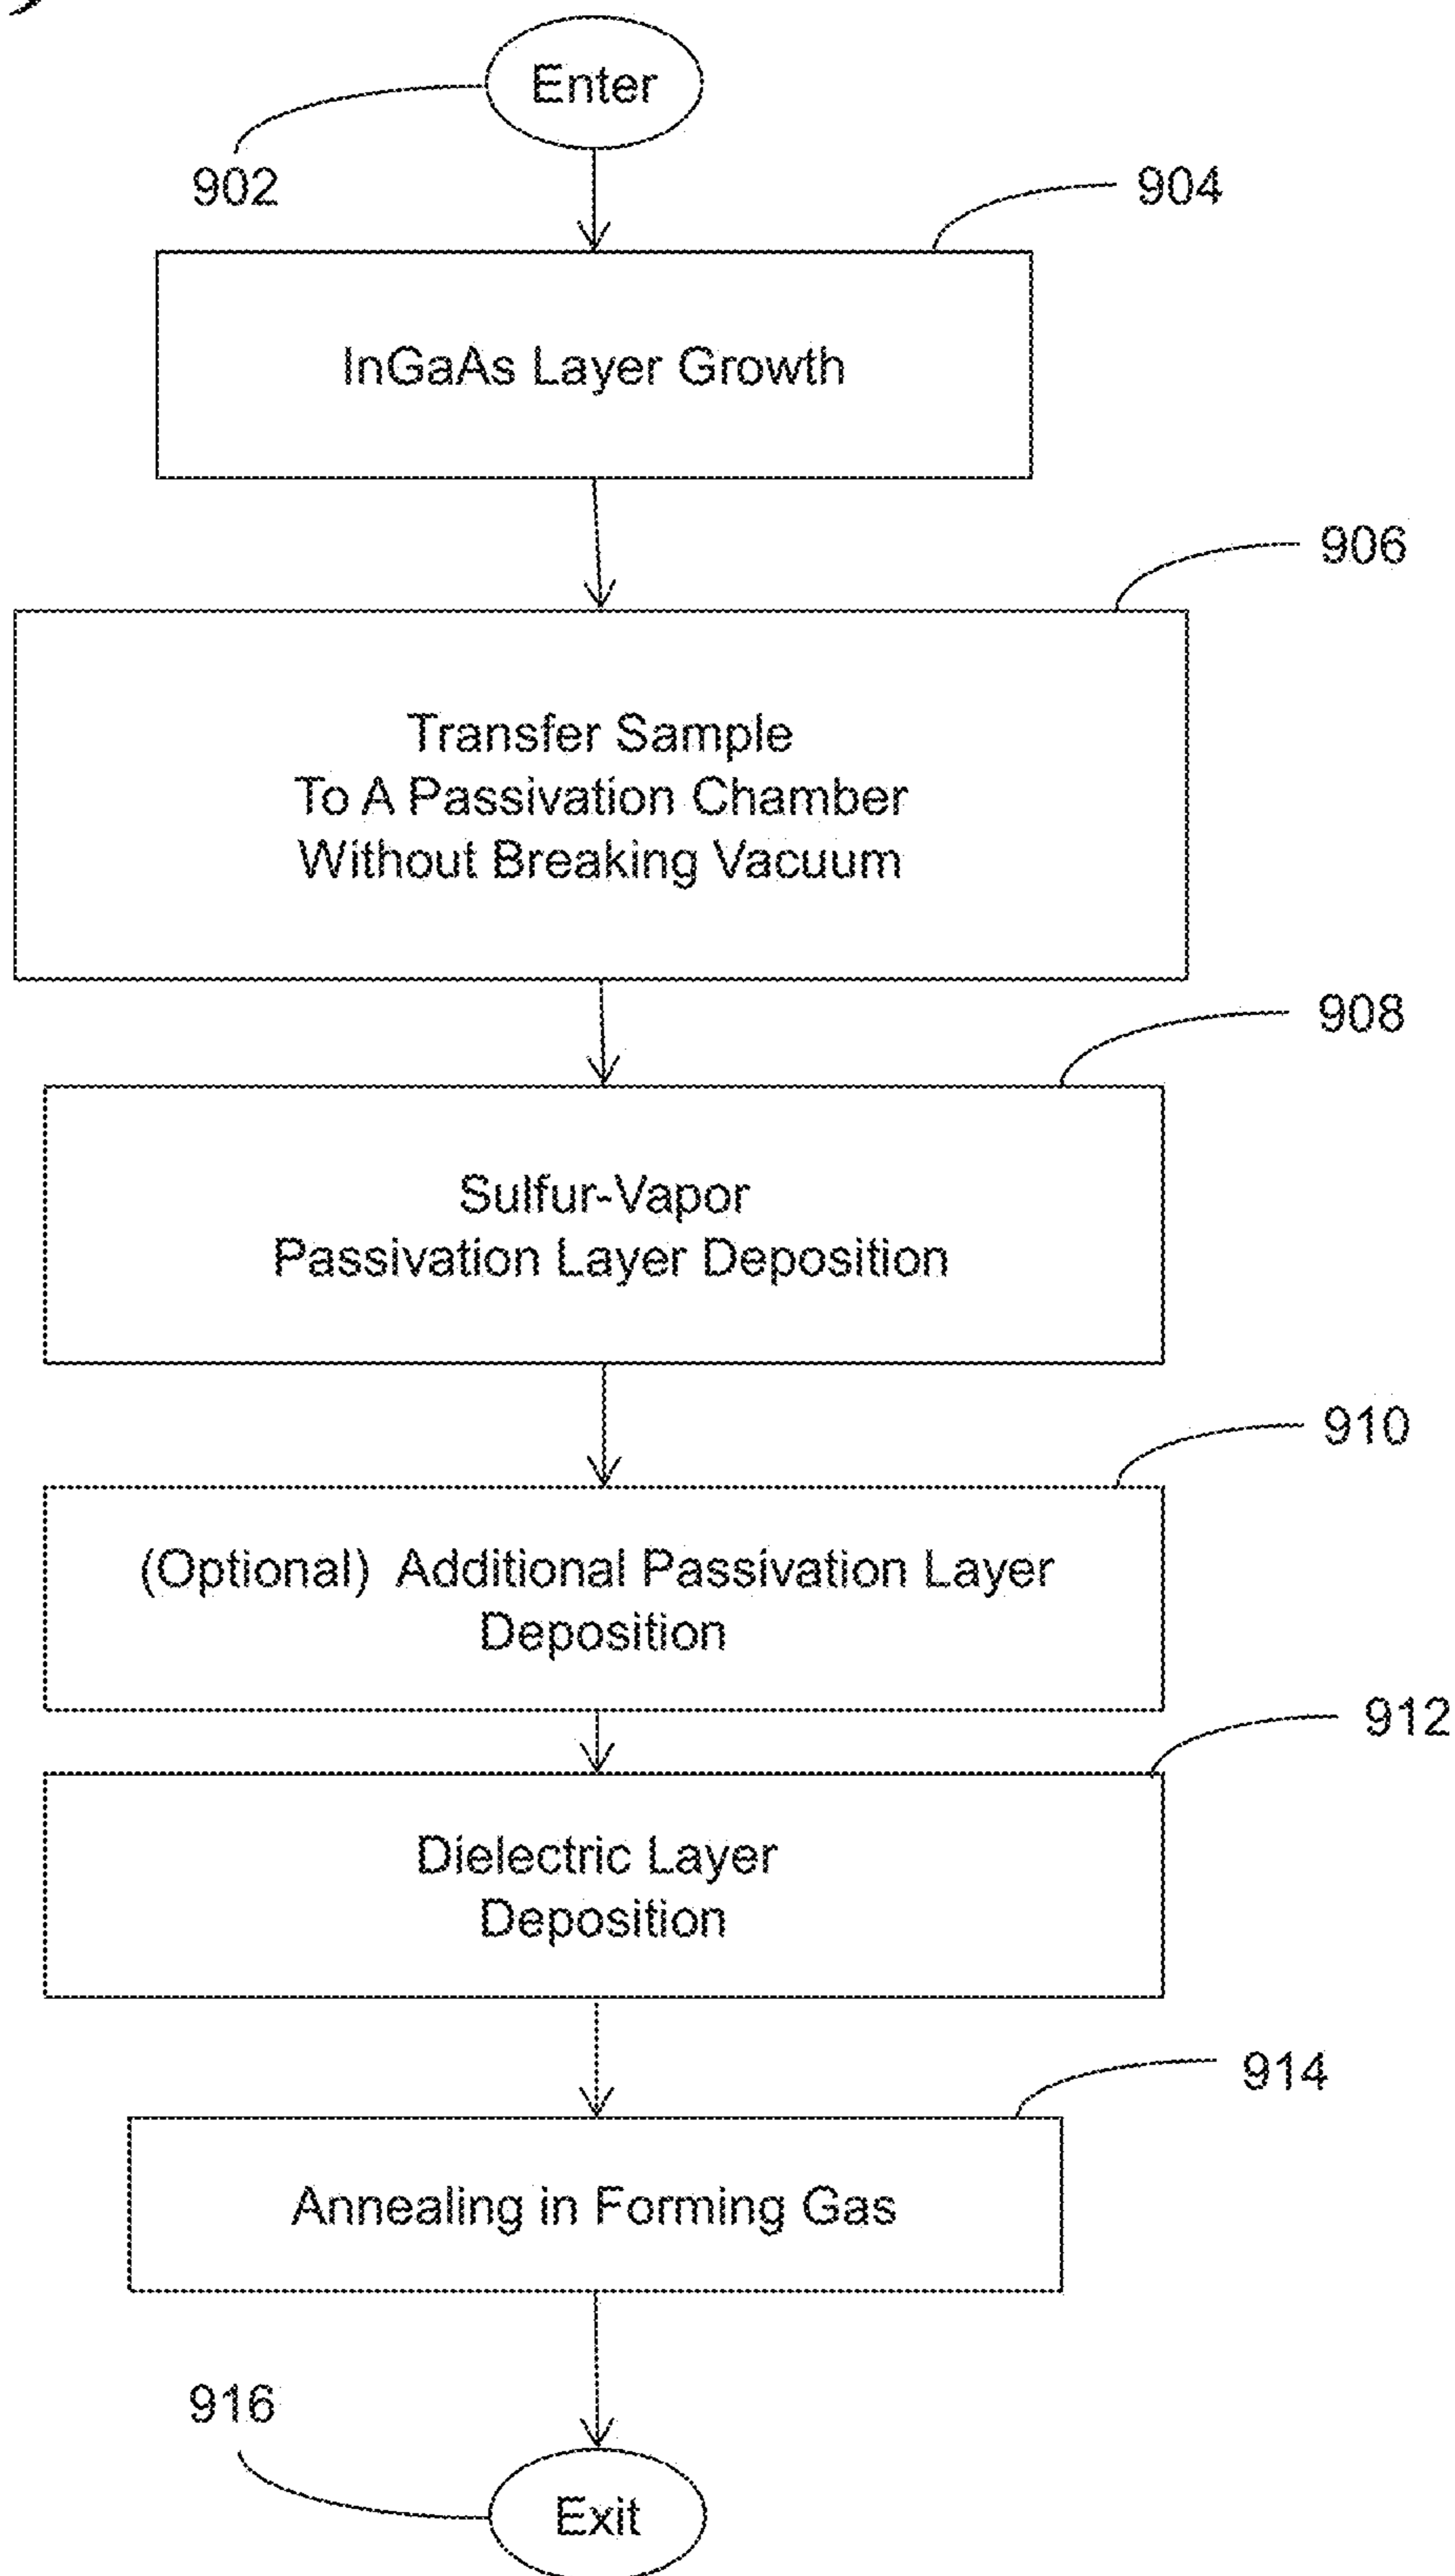 Enter
902
904
InGaAs Layer Growth
906
Transfer Sample
To A Passivation Chamber
Without Breaking Vacuum
908
Sulfur-Vapor
Passivation Layer Deposition
910
(Optional) Additional Passivation Layer
Deposition
912
Dielectric Layer
Deposition
914
Annealing in Forming Gas
916
Exit